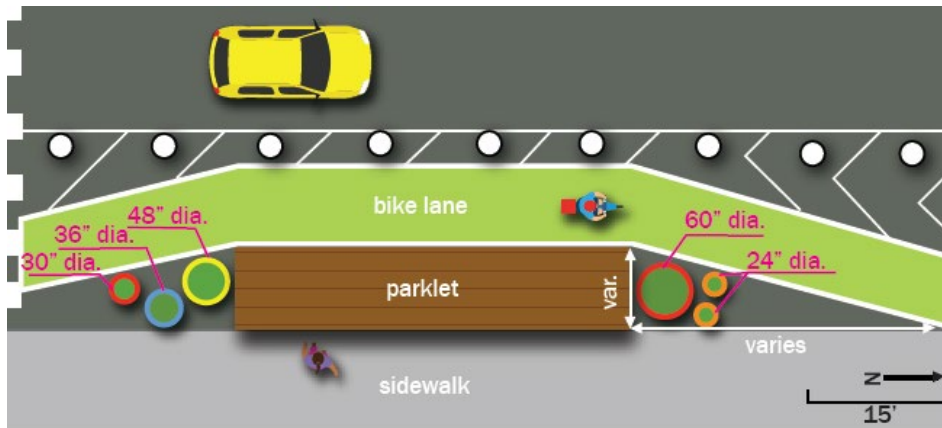 48” dia.
36” dia.
30” dia.
bike lane
60” dia.
24” dia.
parklet
var.
varies
sidewalk
N
15’